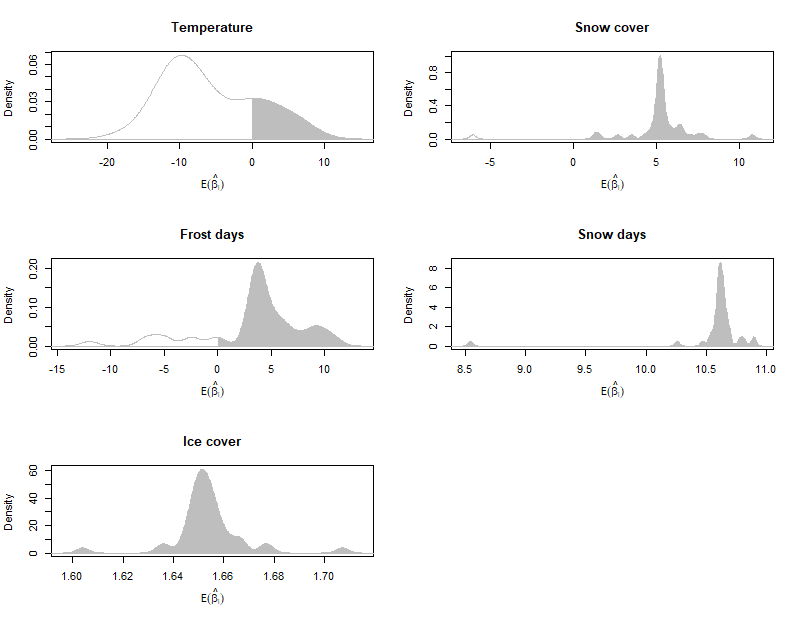 Temperature
Density
0.00 0.03 0.06
-20 -10 0 10
E(β̂ᵢ)
Snow cover
Density
0.0 0.4 0.8
-5 0 5 10
E(β̂ᵢ)
Frost days
Density
0.00 0.10 0.20
-15 -10 -5 0 5 10
E(β̂ᵢ)
Snow days
Density
0 2 4 6 8
8.5 9.0 9.5 10.0 10.5 11.0
E(β̂ᵢ)
Ice cover
Density
0 20 40 60
1.60 1.62 1.64 1.66 1.68 1.70
E(β̂ᵢ)